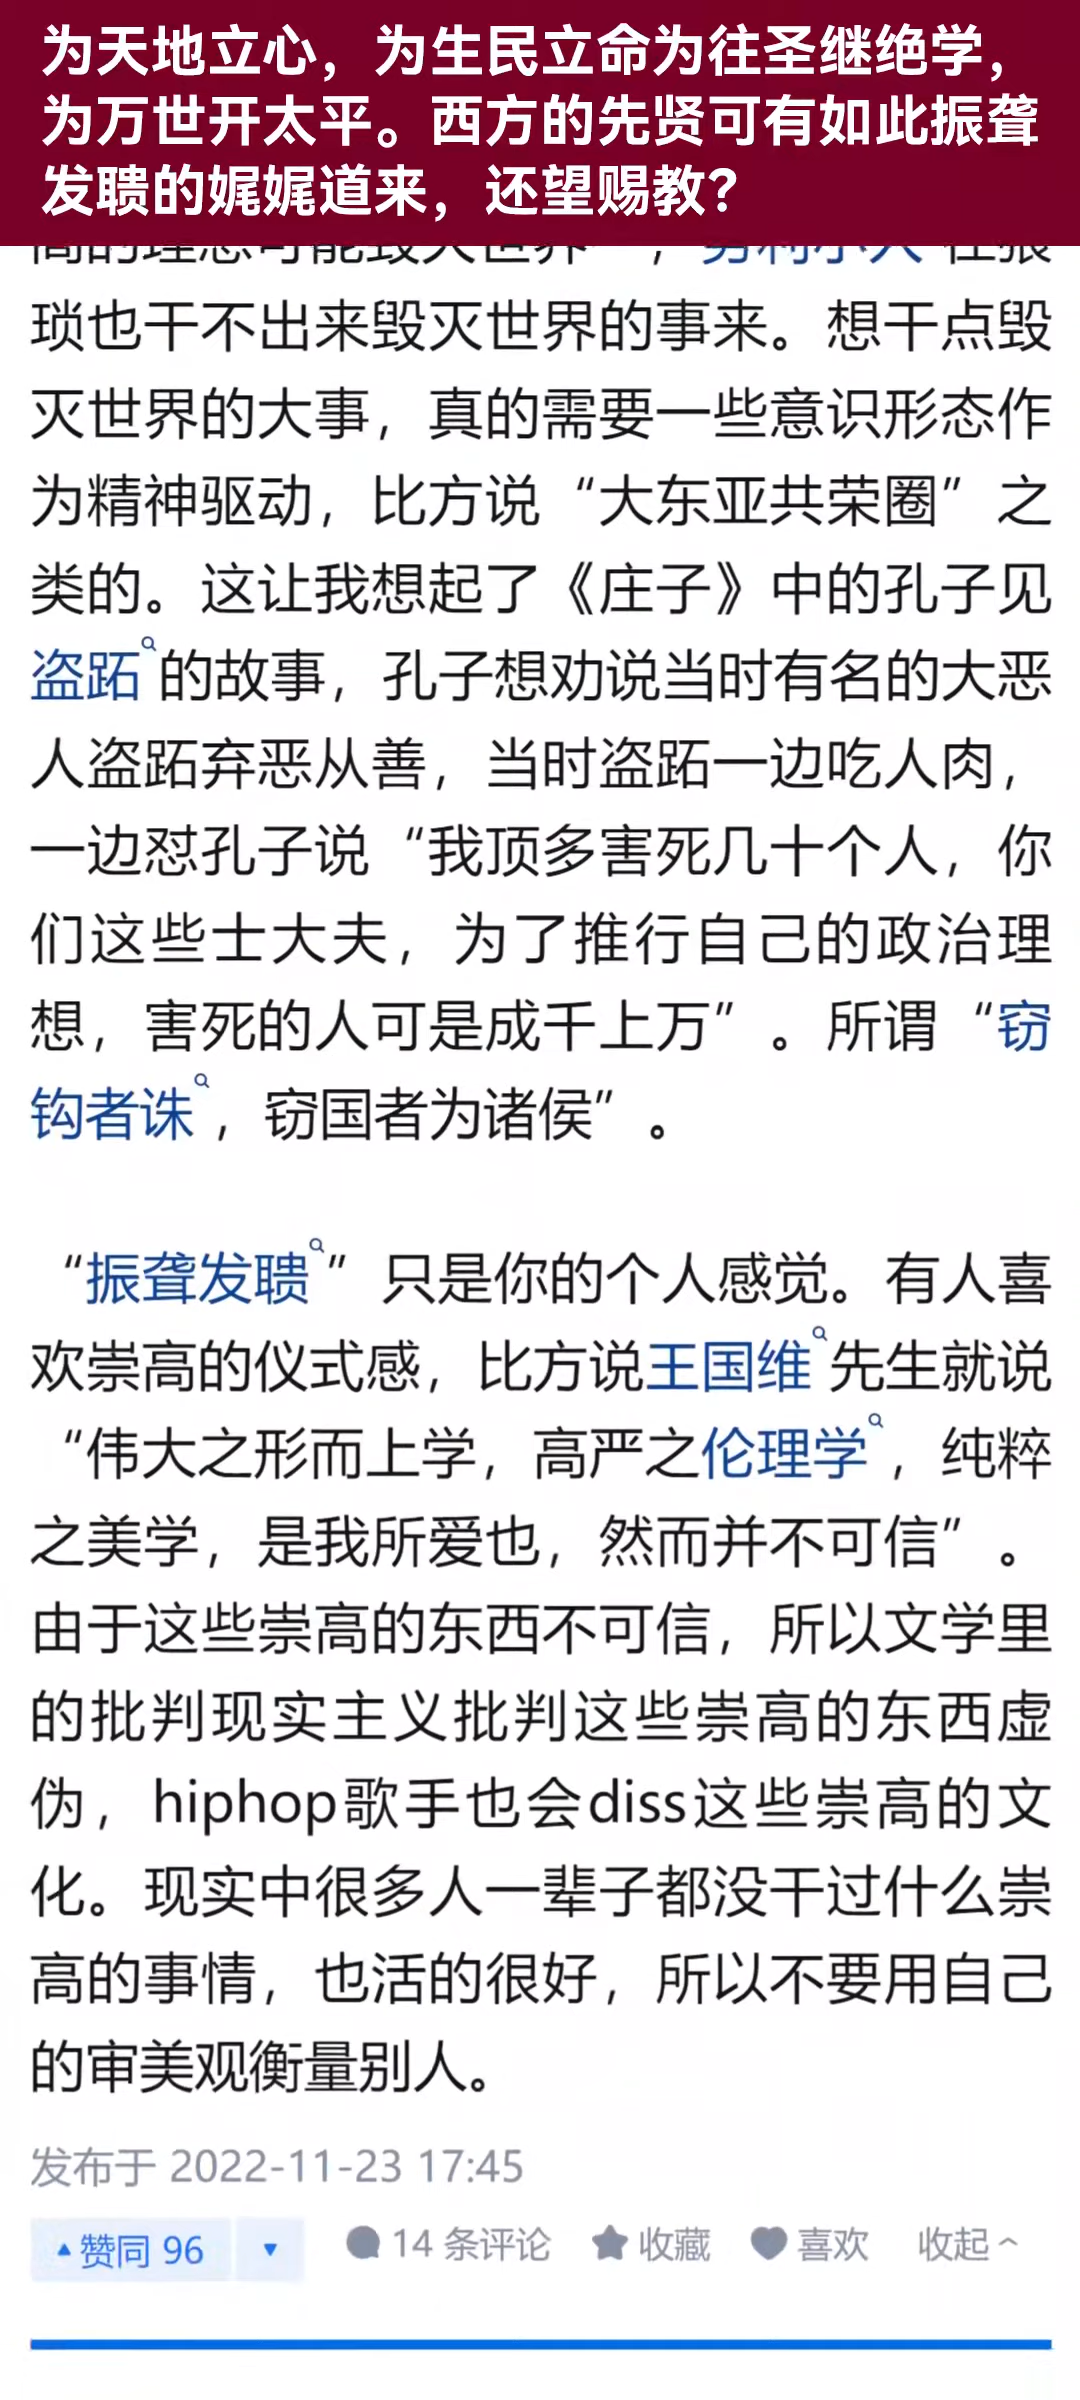 为天地立心，为生民立命为往圣继绝学，
为万世开太平。西方的先贤可有如此振聋
发聩的娓娓道来，还望赐教？
高的理想可能毁灭世界"，势利小人在猥
琐也干不出来毁灭世界的事来。想干点毁
灭世界的大事，真的需要一些意识形态作
为精神驱动，比方说“大东亚共荣圈”之
类的。这让我想起了《庄子》中的孔子见
盗跖的故事，孔子想劝说当时有名的大恶
人盗跖弃恶从善，当时盗跖一边吃人肉，
一边怼孔子说“我顶多害死几十个人，你
们这些士大夫，为了推行自己的政治理
想，害死的人可是成千上万”。所谓“窃
钩者诛，窃国者为诸侯”。
“振聋发聩”只是你的个人感觉。有人喜
欢崇高的仪式感，比方说王国维先生就说
“伟大之形而上学，高严之伦理学，纯粹
之美学，是我所爱也，然而并不可信”。
由于这些崇高的东西不可信，所以文学里
的批判现实主义批判这些崇高的东西虚
伪，hiphop歌手也会diss这些崇高的文
化。现实中很多人一辈子都没干过什么崇
高的事情，也活的很好，所以不要用自己
的审美观衡量别人。
发布于 2022-11-23 17:45
赞同 96 14 条评论 收藏 喜欢 收起